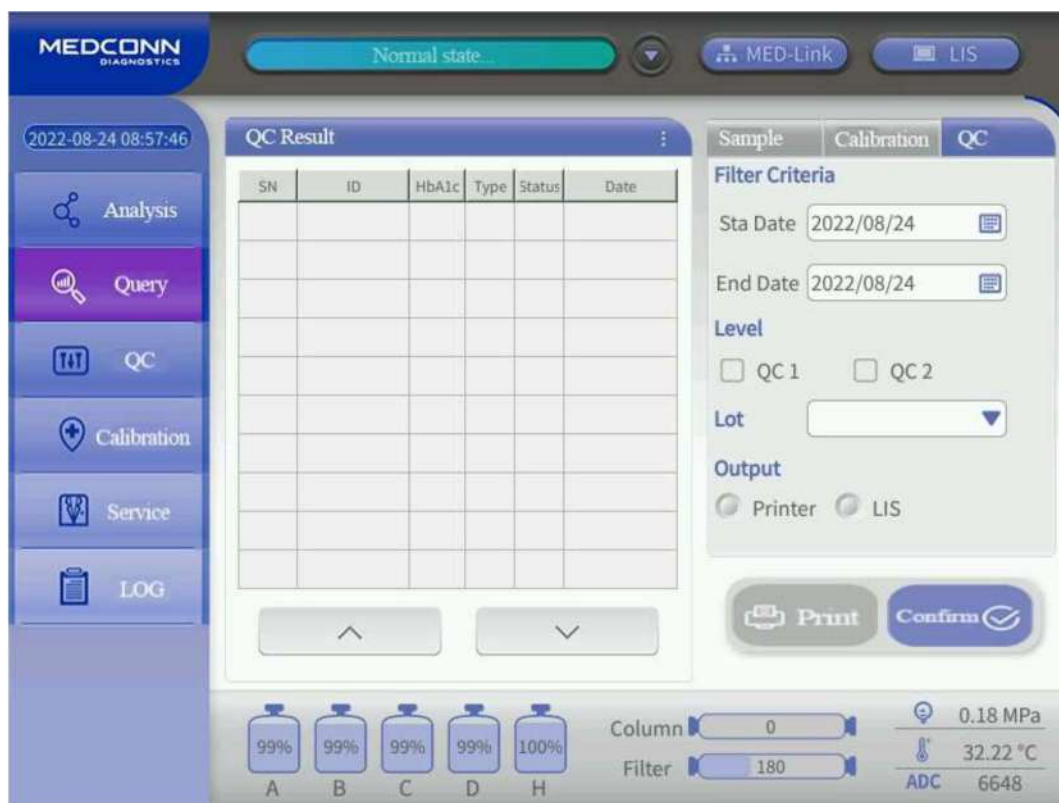 MEDCONN
DIAGNOSTICS
Normal state...
MED-Link
LIS
2022-08-24 08:57:46
Analysis
Query
QC
Calibration
Service
LOG
QC Result
SN ID HbA1c Type Status Date
Sample Calibration QC
Filter Criteria
Sta Date 2022/08/24
End Date 2022/08/24
Level
QC 1 QC 2
Lot
Output
Printer LIS
Print Confirm
99% 99% 99% 99% 100%
A B C D H
Column 0
Filter 180
0.18 MPa
32.22 °C
ADC 6648